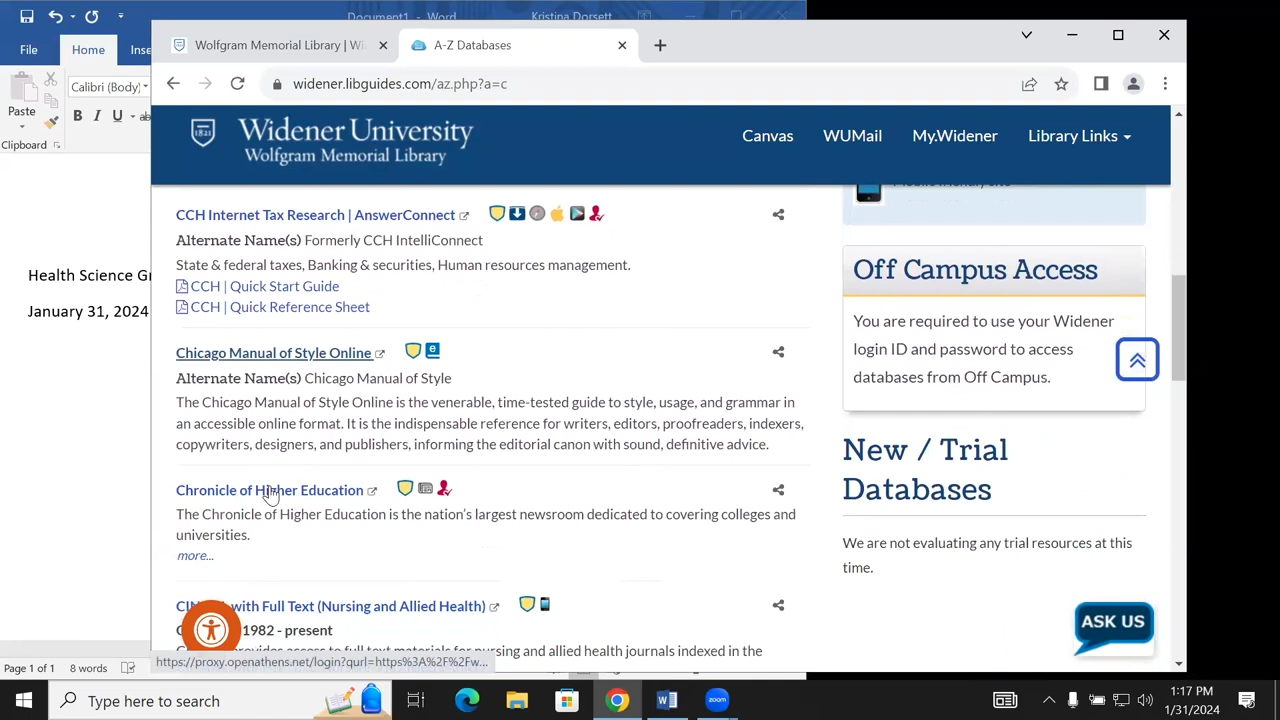 Document1 - Word
Kristina Dorsett
File
Home
Inse
Paste
Calibri (Body)
B I U ab
Clipboard
Health Science Gr
January 31, 2024
Page 1 of 1 8 words
Wolfgram Memorial Library | Wi
A-Z Databases
widener.libguides.com/az.php?a=c
1821
Widener University
Wolfgram Memorial Library
Canvas WUMail My.Widener Library Links
CCH Internet Tax Research | AnswerConnect
Alternate Name(s) Formerly CCH IntelliConnect
State & federal taxes, Banking & securities, Human resources management.
CCH | Quick Start Guide
CCH | Quick Reference Sheet
Chicago Manual of Style Online
Alternate Name(s) Chicago Manual of Style
The Chicago Manual of Style Online is the venerable, time-tested guide to style, usage, and grammar in
an accessible online format. It is the indispensable reference for writers, editors, proofreaders, indexers,
copywriters, designers, and publishers, informing the editorial canon with sound, definitive advice.
Chronicle of Higher Education
The Chronicle of Higher Education is the nation's largest newsroom dedicated to covering colleges and
universities.
more...
with Full Text (Nursing and Allied Health)
1982 - present
provides access to full text materials for nursing and allied health journals indexed in the
https://proxy.openathens.net/login?qurl=https%3A%2F%2Fw...
Off Campus Access
You are required to use your Widener
login ID and password to access
databases from Off Campus.
New / Trial
Databases
We are not evaluating any trial resources at this
time.
ASK US
Type here to search
zoom
1:17 PM
1/31/2024